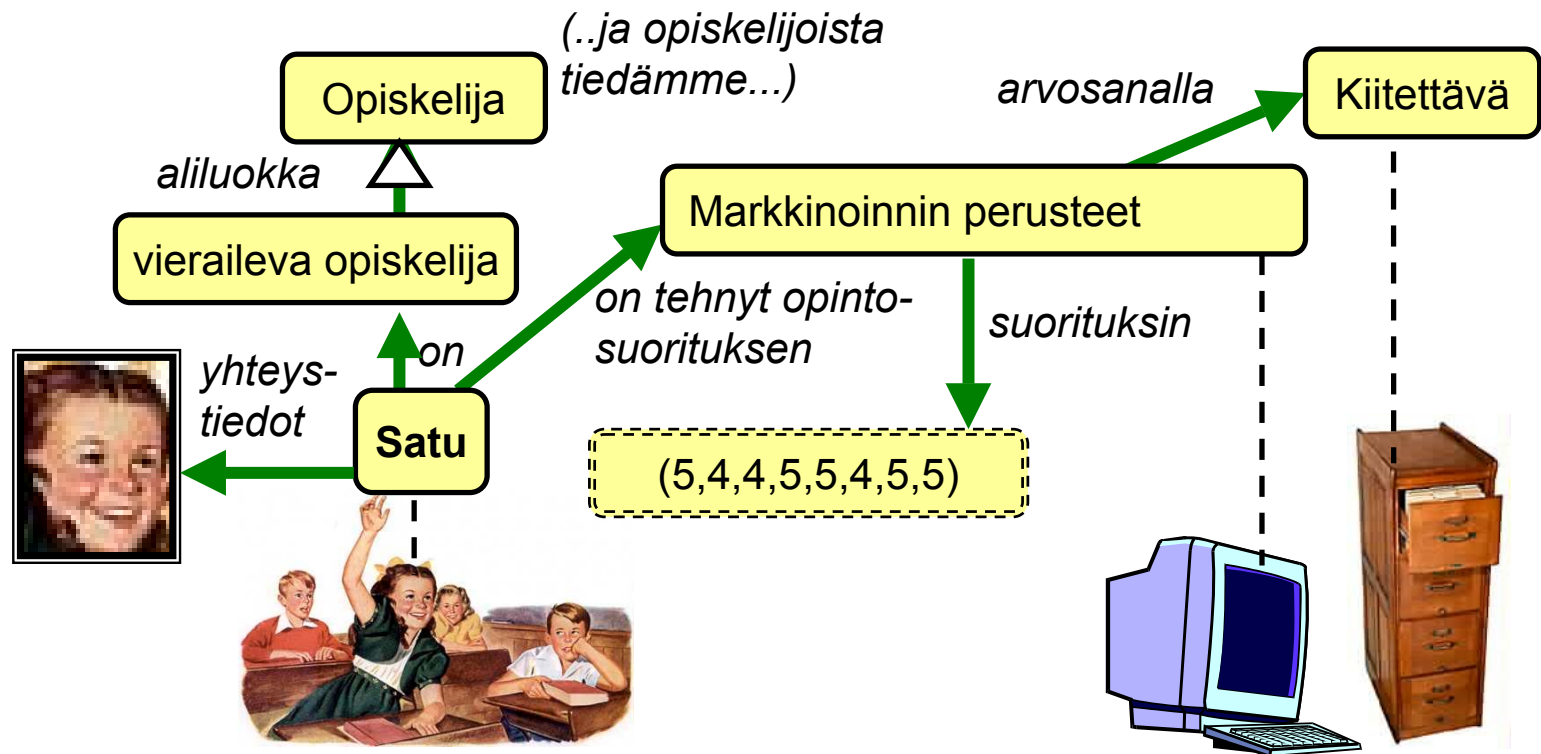 (..ja opiskelijoista
tiedämme...)
Opiskelija
arvosanalla
Kiitettävä
aliluokka
Markkinoinnin perusteet
vieraileva opiskelija
on tehnyt opinto-
suorituksen
suorituksin
on
yhteys-
tiedot
Satu
(5,4,4,5,5,4,5,5)